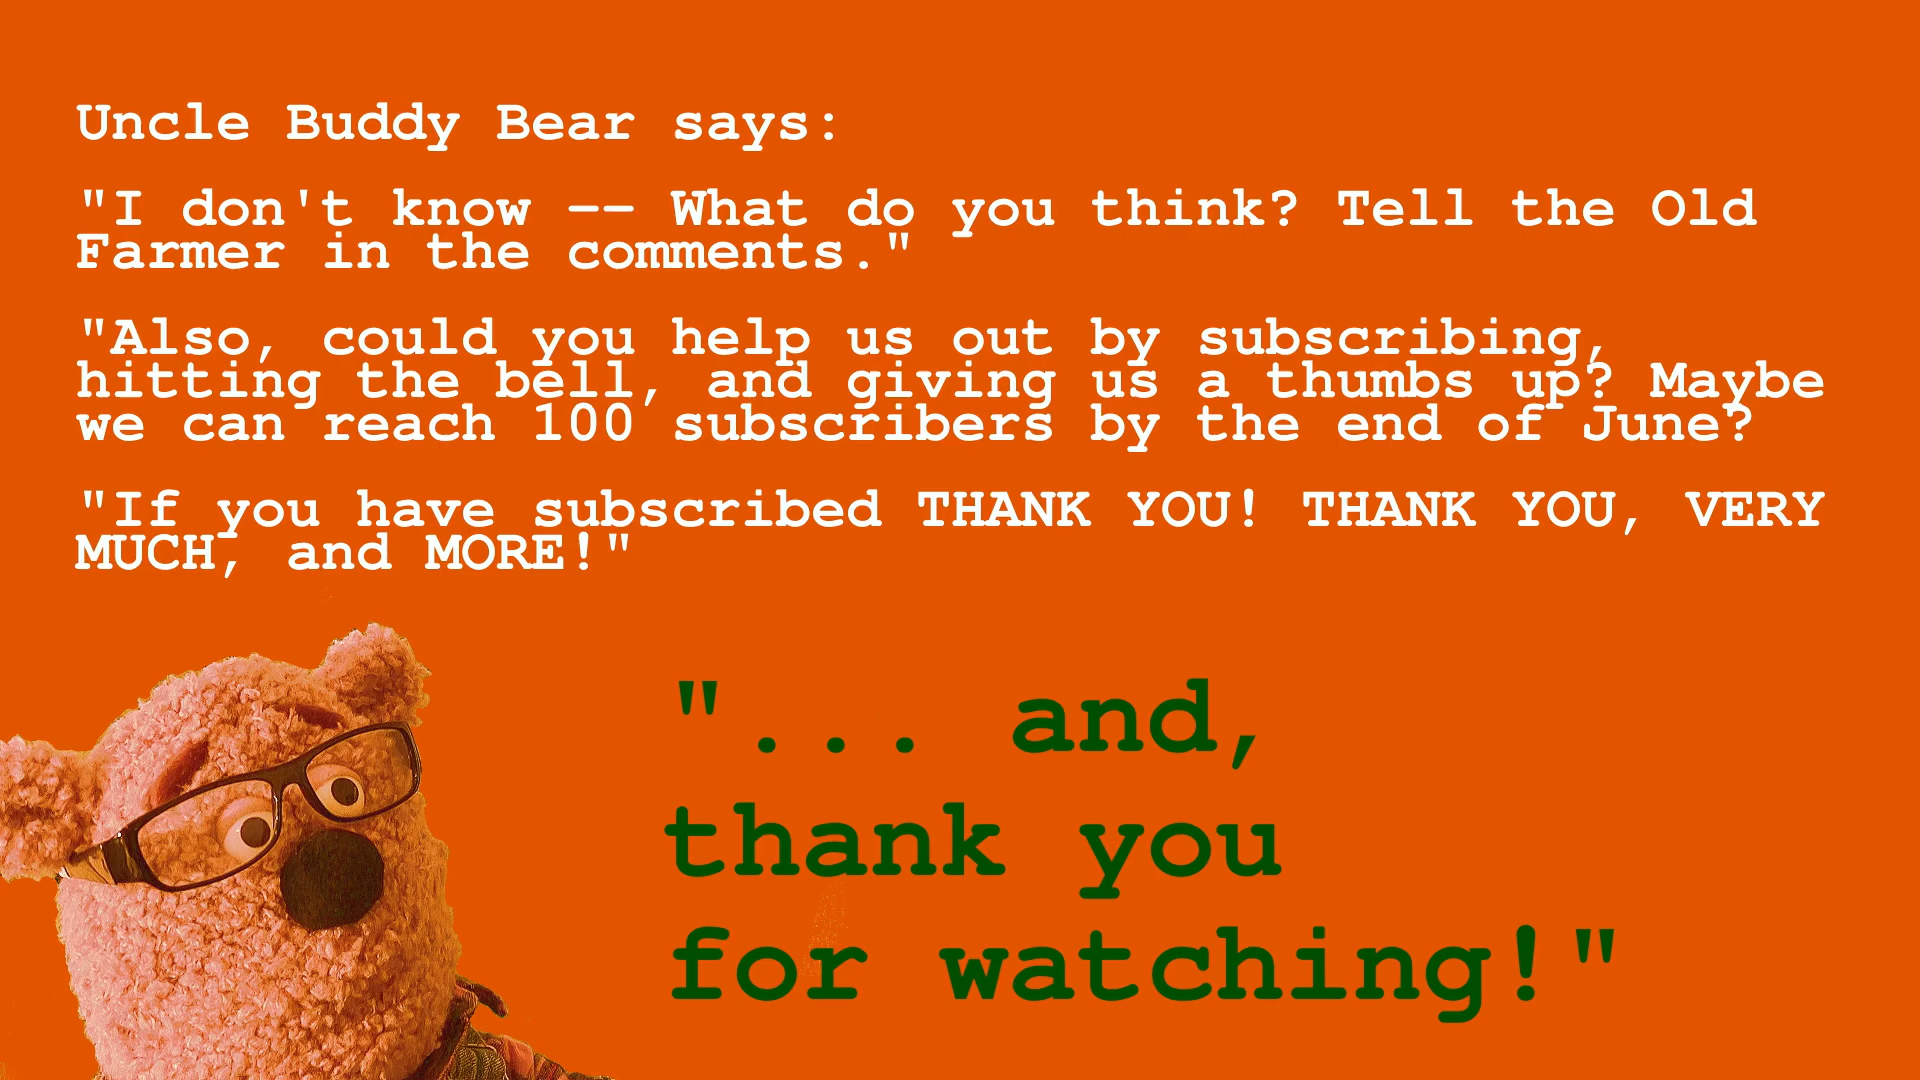 Uncle Buddy Bear says:
"I don't know -- What do you think? Tell the Old
Farmer in the comments."
"Also, could you help us out by subscribing,
hitting the bell, and giving us a thumbs up? Maybe
we can reach 100 subscribers by the end of June?
"If you have subscribed THANK YOU! THANK YOU, VERY
MUCH, and MORE!"
"... and,
thank you
for watching!"